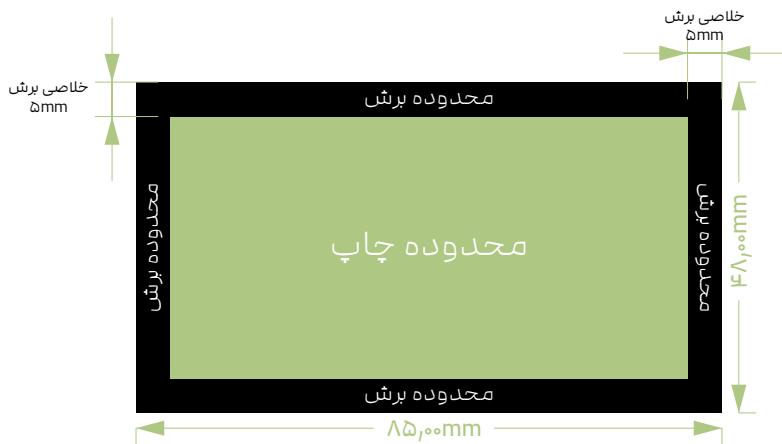 خلاصی برش
۵mm
خلاصی برش
۵mm
محدوده برش
محدوده برش
محدوده چاپ
محدوده برش
۴۸,۰۰mm
محدوده برش
۸۵,۰۰mm